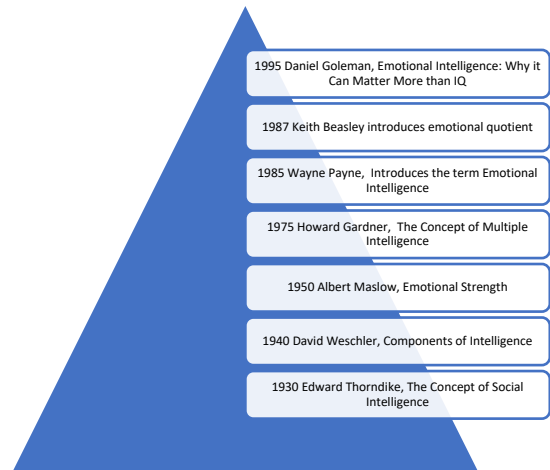 1995 Daniel Goleman, Emotional Intelligence: Why it
Can Matter More than IQ
1987 Keith Beasley introduces emotional quotient
1985 Wayne Payne,  Introduces the term Emotional
Intelligence
1975 Howard Gardner,  The Concept of Multiple
Intelligence
1950 Albert Maslow, Emotional Strength
1940 David Weschler, Components of Intelligence
1930 Edward Thorndike, The Concept of Social
Intelligence